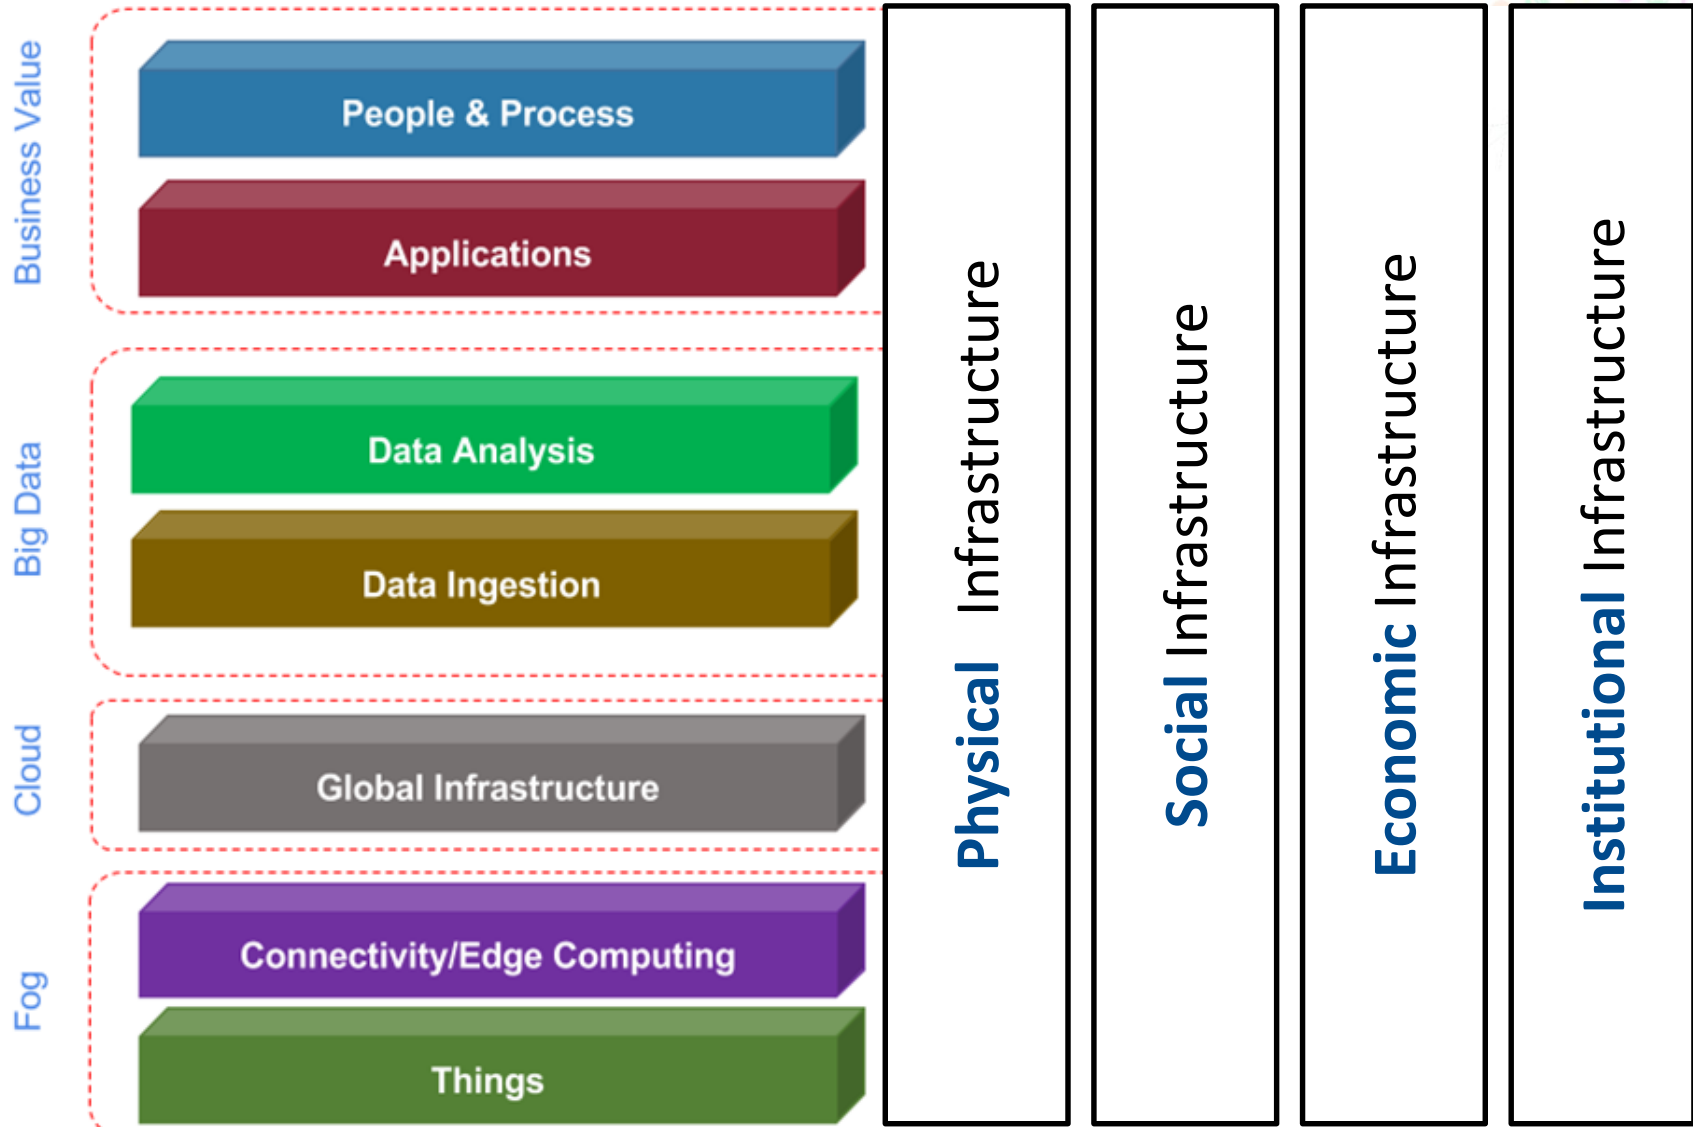 Business Value
People & Process
Applications
Big Data
Data Analysis
Data Ingestion
Cloud
Global Infrastructure
Fog
Connectivity/Edge Computing
Things
Physical Infrastructure
Social Infrastructure
Economic Infrastructure
Institutional Infrastructure